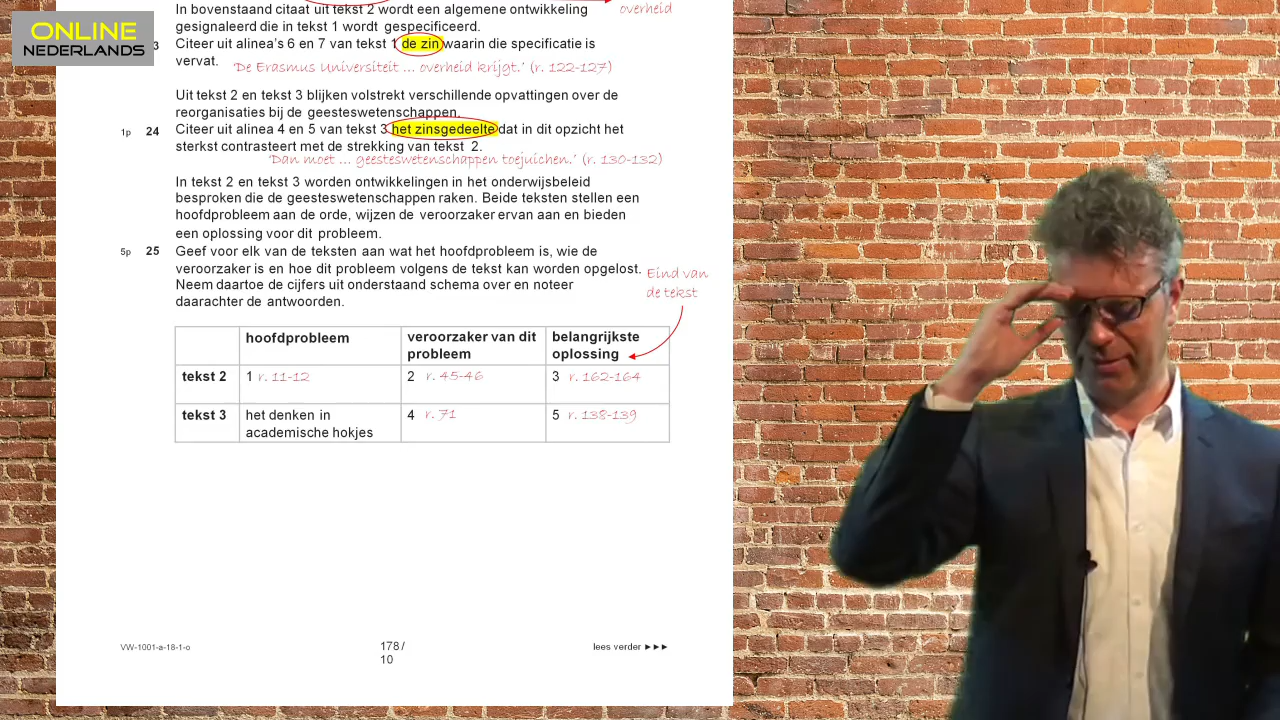 ONLINE
NEDERLANDS
overheid
In bovenstaand citaat uit tekst 2 wordt een algemene ontwikkeling
gesignaleerd die in tekst 1 wordt gespecificeerd.
3 Citeer uit alinea's 6 en 7 van tekst 1 de zin waarin die specificatie is
vervat.
'De Erasmus Universiteit ... overheid krijgt.' (r. 122-127)
Uit tekst 2 en tekst 3 blijken volstrekt verschillende opvattingen over de
reorganisaties bij de geesteswetenschappen.
1p 24 Citeer uit alinea 4 en 5 van tekst 3 het zinsgedeelte dat in dit opzicht het
sterkst contrasteert met de strekking van tekst 2.
'Dan moet ... geesteswetenschappen toejuichen.' (r. 130-132)
In tekst 2 en tekst 3 worden ontwikkelingen in het onderwijsbeleid
besproken die de geesteswetenschappen raken. Beide teksten stellen een
hoofdprobleem aan de orde, wijzen de veroorzaker ervan aan en bieden
een oplossing voor dit probleem.
5p 25 Geef voor elk van de teksten aan wat het hoofdprobleem is, wie de
veroorzaker is en hoe dit probleem volgens de tekst kan worden opgelost.
Neem daartoe de cijfers uit onderstaand schema over en noteer
daarachter de antwoorden.
Eind van
de tekst
hoofdprobleem veroorzaker van dit belangrijkste
probleem oplossing
tekst 2 1 r. 11-12 2 r. 45-46 3 r. 162-164
tekst 3 het denken in 4 r. 71 5 r. 138-139
academische hokjes
VW-1001-a-18-1-o 178 / lees verder ►►►
10